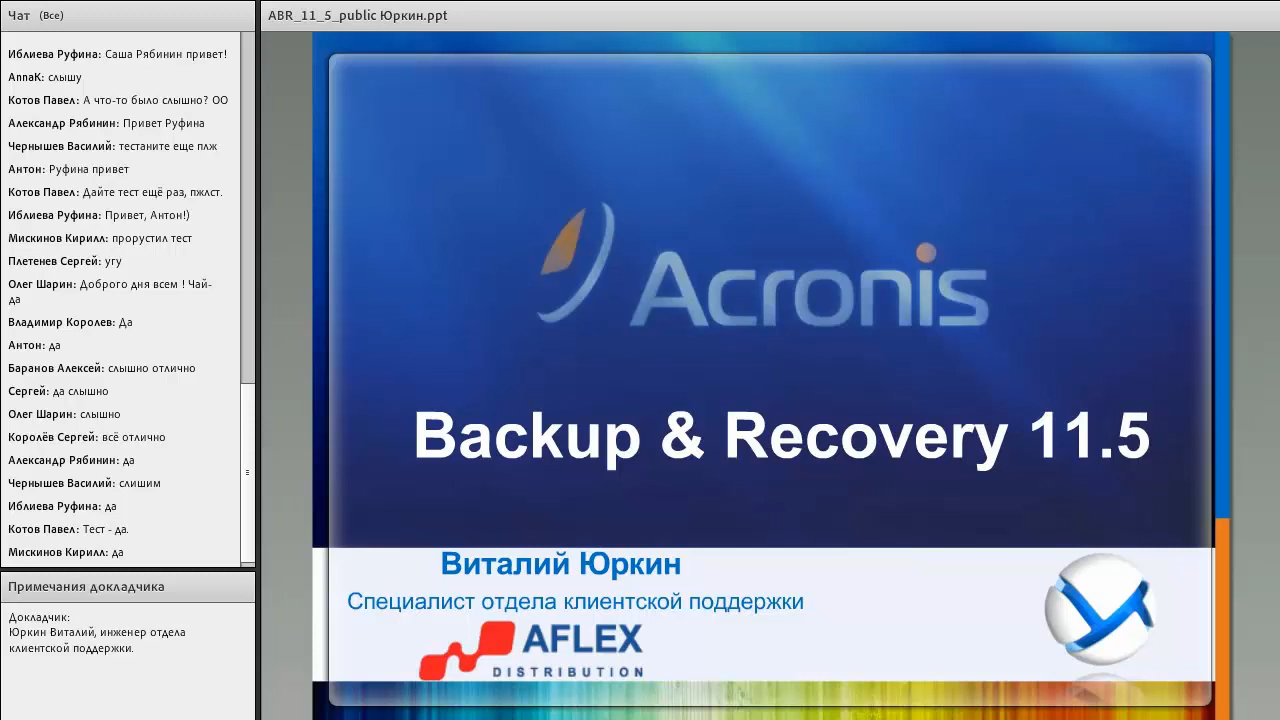 Чат (Все)
Иблиева Руфина: Саша Рябинин привет!
AnnaK: слышу
Котов Павел: А что-то было слышно? ОО
Александр Рябинин: Привет Руфина
Чернышев Василий: тестаните еще плж
Антон: Руфина привет
Котов Павел: Дайте тест ещё раз, пжлст.
Иблиева Руфина: Привет, Антон!)
Мискинов Кирилл: прорустил тест
Плетенев Сергей: угу
Олег Шарин: Доброго дня всем ! Чай-
да
Владимир Королев: Да
Антон: да
Баранов Алексей: слышно отлично
Сергей: да слышно
Олег Шарин: слышно
Королёв Сергей: всё отлично
Александр Рябинин: да
Чернышев Василий: слишим
Иблиева Руфина: да
Котов Павел: Тест - да.
Мискинов Кирилл: да
Примечания докладчика
Докладчик:
Юркин Виталий, инженер отдела
клиентской поддержки.
ABR_11_5_public Юркин.ppt
Acronis
Backup & Recovery 11.5
Виталий Юркин
Специалист отдела клиентской поддержки
AFLEX
DISTRIBUTION